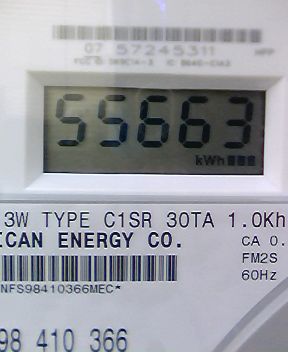 07 57245311
55663
kWh
3W TYPE C1SR 30TA 1.0Kh
ICAN ENERGY CO.
CA 0.
FM2S
60Hz
NFS98410366MEC*
98 410 366